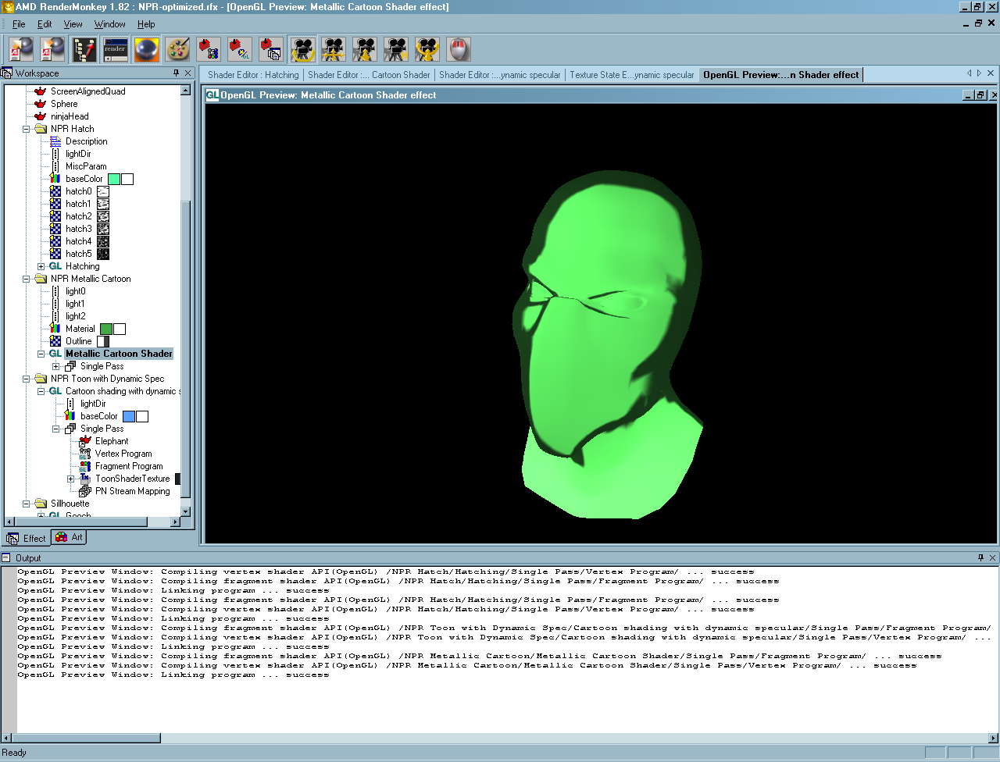 AMD RenderMonkey 1.82 : NPR-optimized.rfx - [OpenGL Preview: Metallic Cartoon Shader effect]
File Edit View Window Help
Workspace
ScreenAlignedQuad
Sphere
ninjaHead
NPR Hatch
Description
lightDir
MiscParam
baseColor
hatch0
hatch1
hatch2
hatch3
hatch4
hatch5
GL Hatching
NPR Metallic Cartoon
light0
light1
light2
Material
Outline
GL Metallic Cartoon Shader
Single Pass
NPR Toon with Dynamic Spec
GL Cartoon shading with dynamic s
lightDir
baseColor
Single Pass
Elephant
Vertex Program
Fragment Program
ToonShaderTexture
PN Stream Mapping
Sillhouette
GL Gooch
Effect Art
Shader Editor : Hatching Shader Editor :... Cartoon Shader Shader Editor :...ynamic specular Texture State E...ynamic specular OpenGL Preview:...n Shader effect
GL OpenGL Preview: Metallic Cartoon Shader effect
Output
OpenGL Preview Window: Compiling vertex shader API(OpenGL) /NPR Hatch/Hatching/Single Pass/Vertex Program/ ... success
OpenGL Preview Window: Compiling fragment shader API(OpenGL) /NPR Hatch/Hatching/Single Pass/Fragment Program/ ... success
OpenGL Preview Window: Linking program ... success
OpenGL Preview Window: Compiling fragment shader API(OpenGL) /NPR Hatch/Hatching/Single Pass/Fragment Program/ ... success
OpenGL Preview Window: Compiling vertex shader API(OpenGL) /NPR Hatch/Hatching/Single Pass/Vertex Program/ ... success
OpenGL Preview Window: Linking program ... success
OpenGL Preview Window: Compiling fragment shader API(OpenGL) /NPR Toon with Dynamic Spec/Cartoon shading with dynamic specular/Single Pass/Fragment Program/
OpenGL Preview Window: Compiling vertex shader API(OpenGL) /NPR Toon with Dynamic Spec/Cartoon shading with dynamic specular/Single Pass/Vertex Program/ ...
OpenGL Preview Window: Linking program ... success
OpenGL Preview Window: Compiling fragment shader API(OpenGL) /NPR Metallic Cartoon/Metallic Cartoon Shader/Single Pass/Fragment Program/ ... success
OpenGL Preview Window: Compiling vertex shader API(OpenGL) /NPR Metallic Cartoon/Metallic Cartoon Shader/Single Pass/Vertex Program/ ... success
OpenGL Preview Window: Linking program ... success
Ready